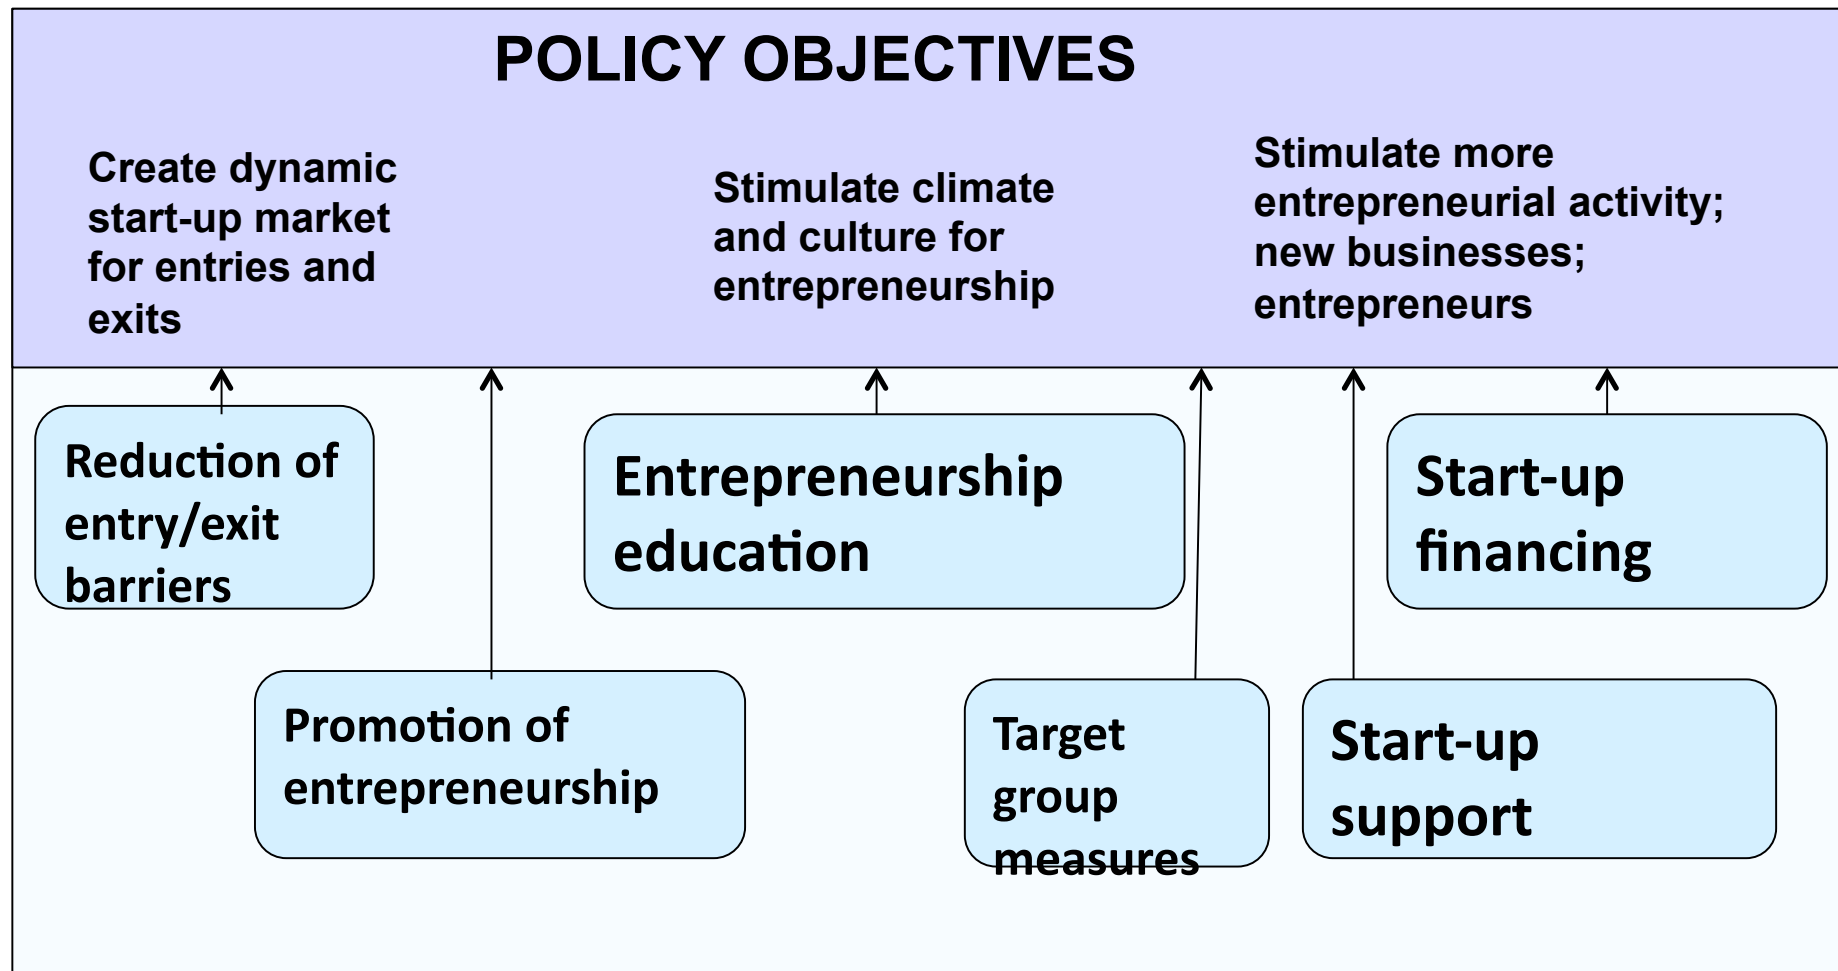 POLICY OBJECTIVES
Create dynamic
start-up market
for entries and
exits
Stimulate climate
and culture for
entrepreneurship
Stimulate more
entrepreneurial activity;
new businesses;
entrepreneurs
Reduction of
entry/exit
barriers
Entrepreneurship
education
Start-up
financing
Promotion of
entrepreneurship
Target
group
measures
Start-up
support